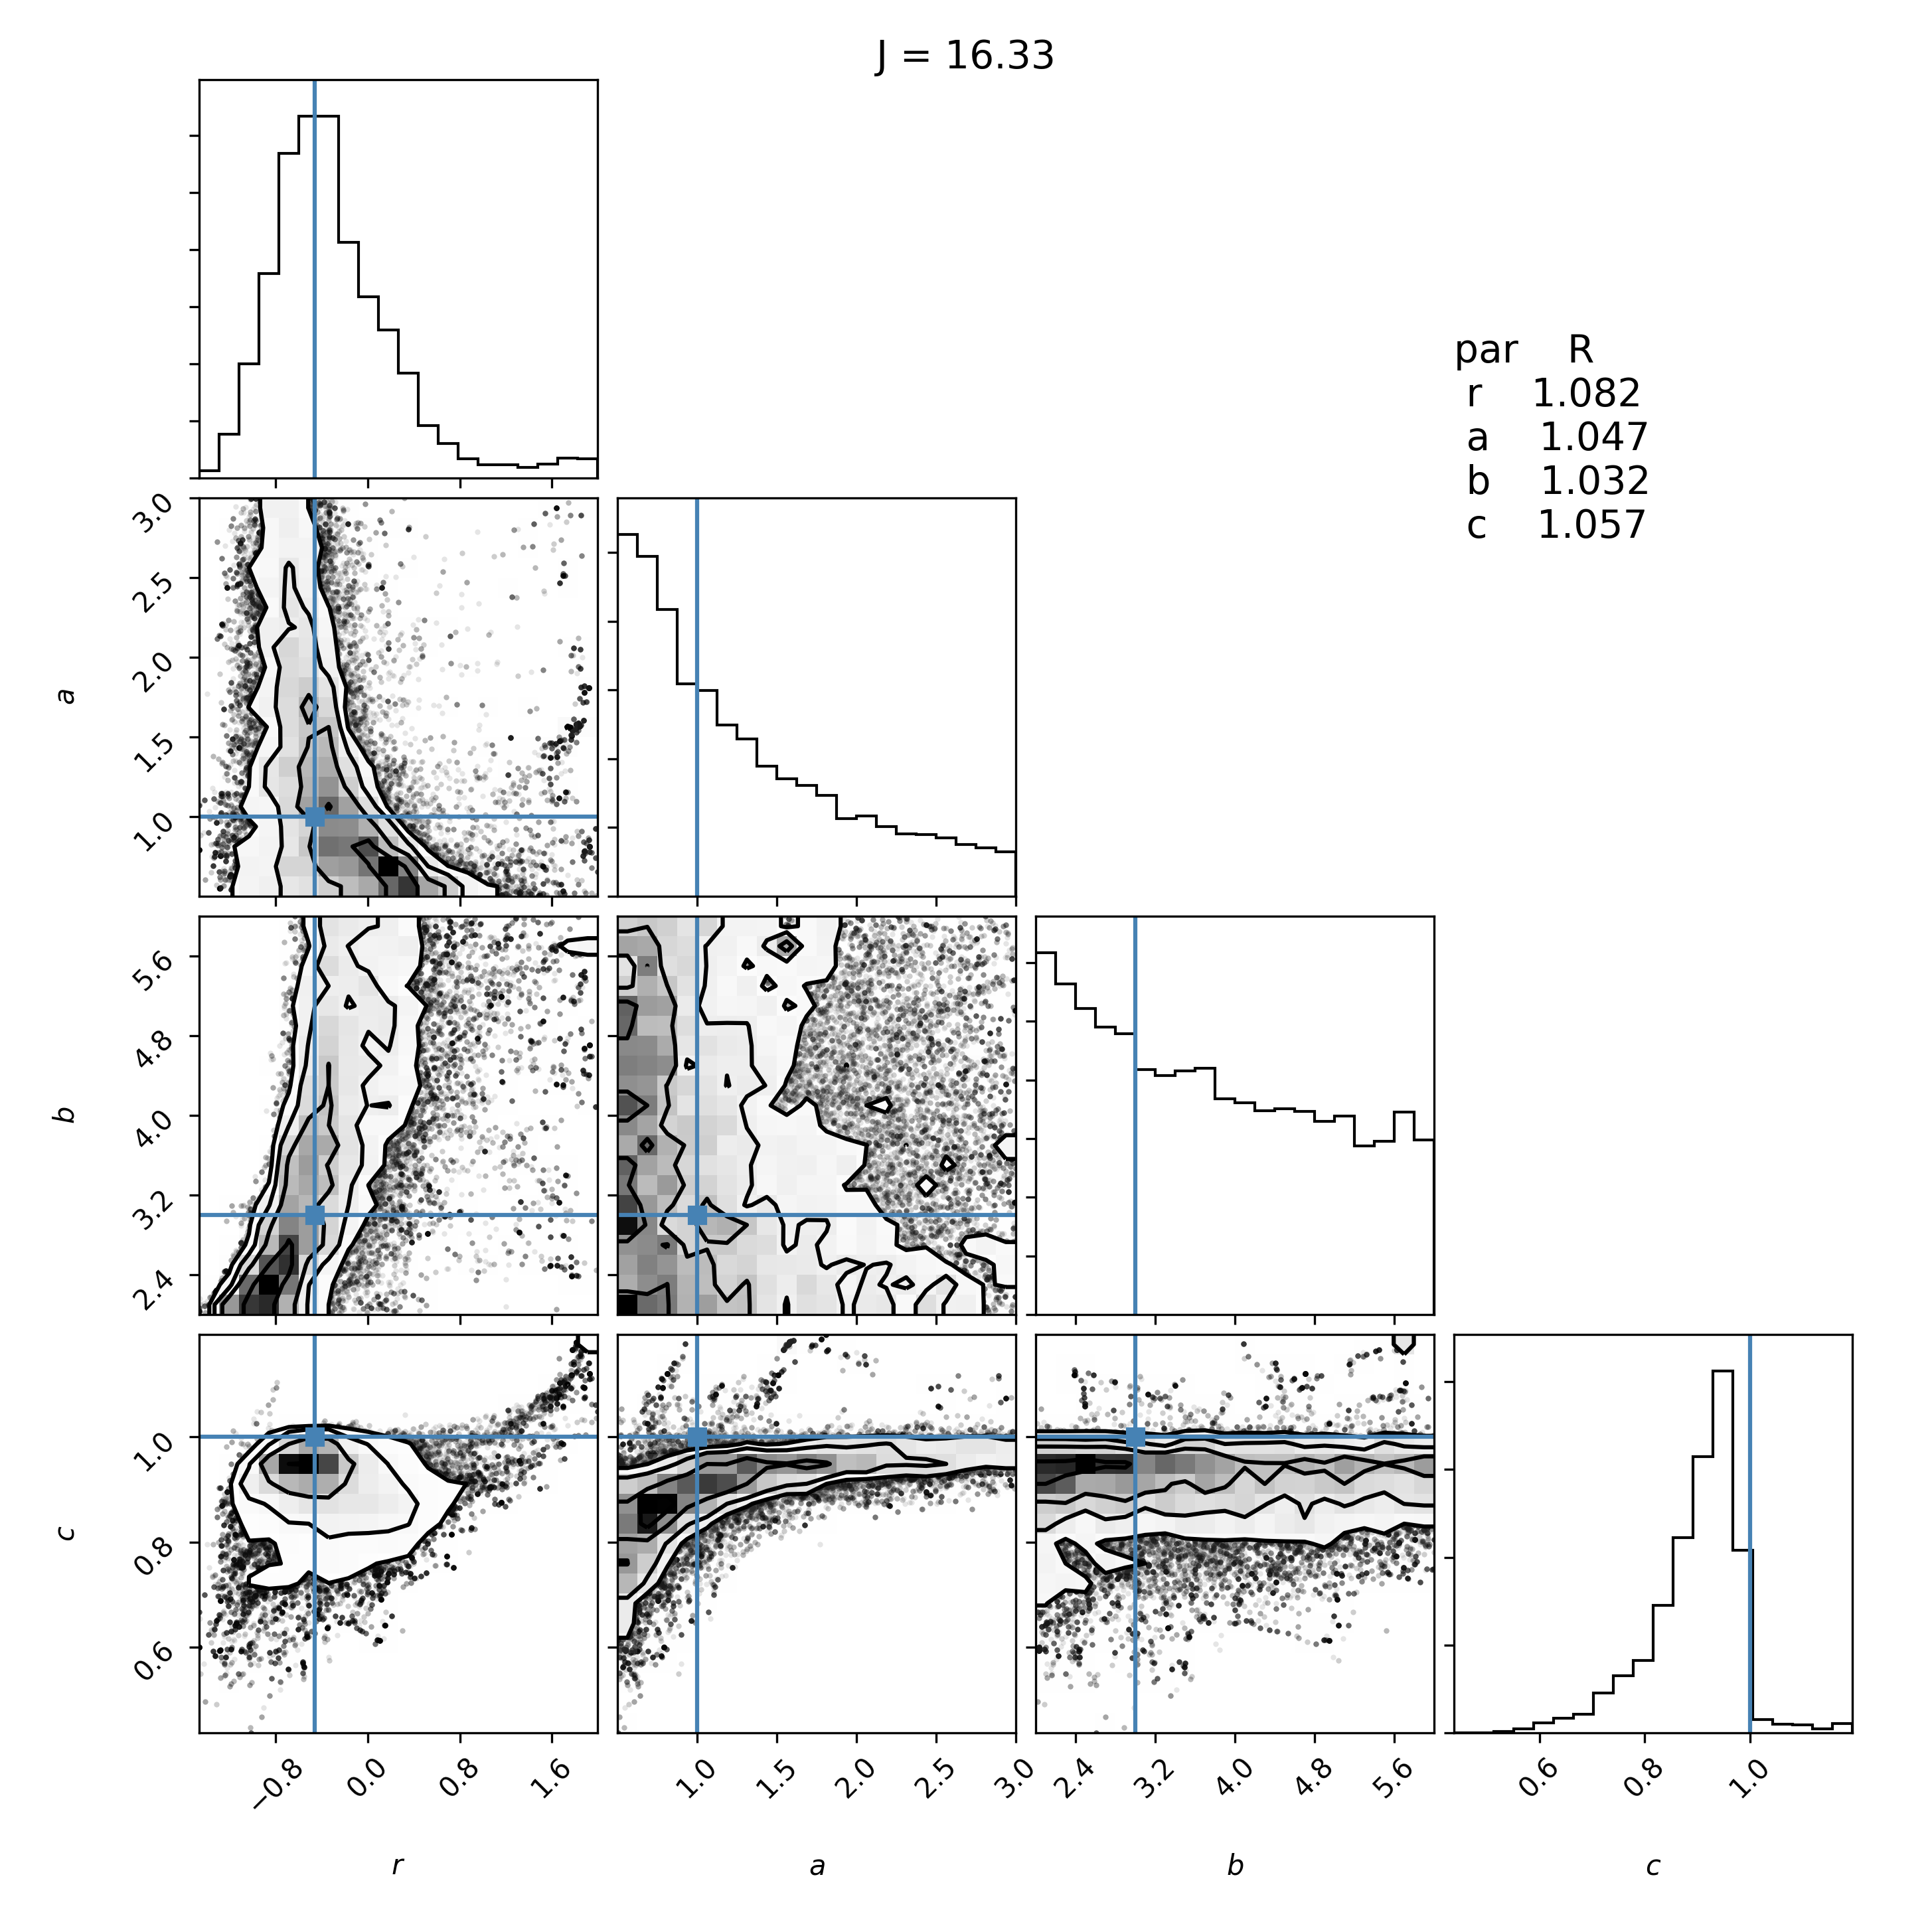 J = 16.33
par R
r 1.082
a 1.047
b 1.032
c 1.057
3.0
2.5
2.0
1.5
1.0
a
5.6
4.8
4.0
3.2
2.4
b
1.0
0.8
0.6
c
−0.8 0.0 0.8 1.6
1.0 1.5 2.0 2.5 3.0
2.4 3.2 4.0 4.8 5.6
0.6 0.8 1.0
r a b c